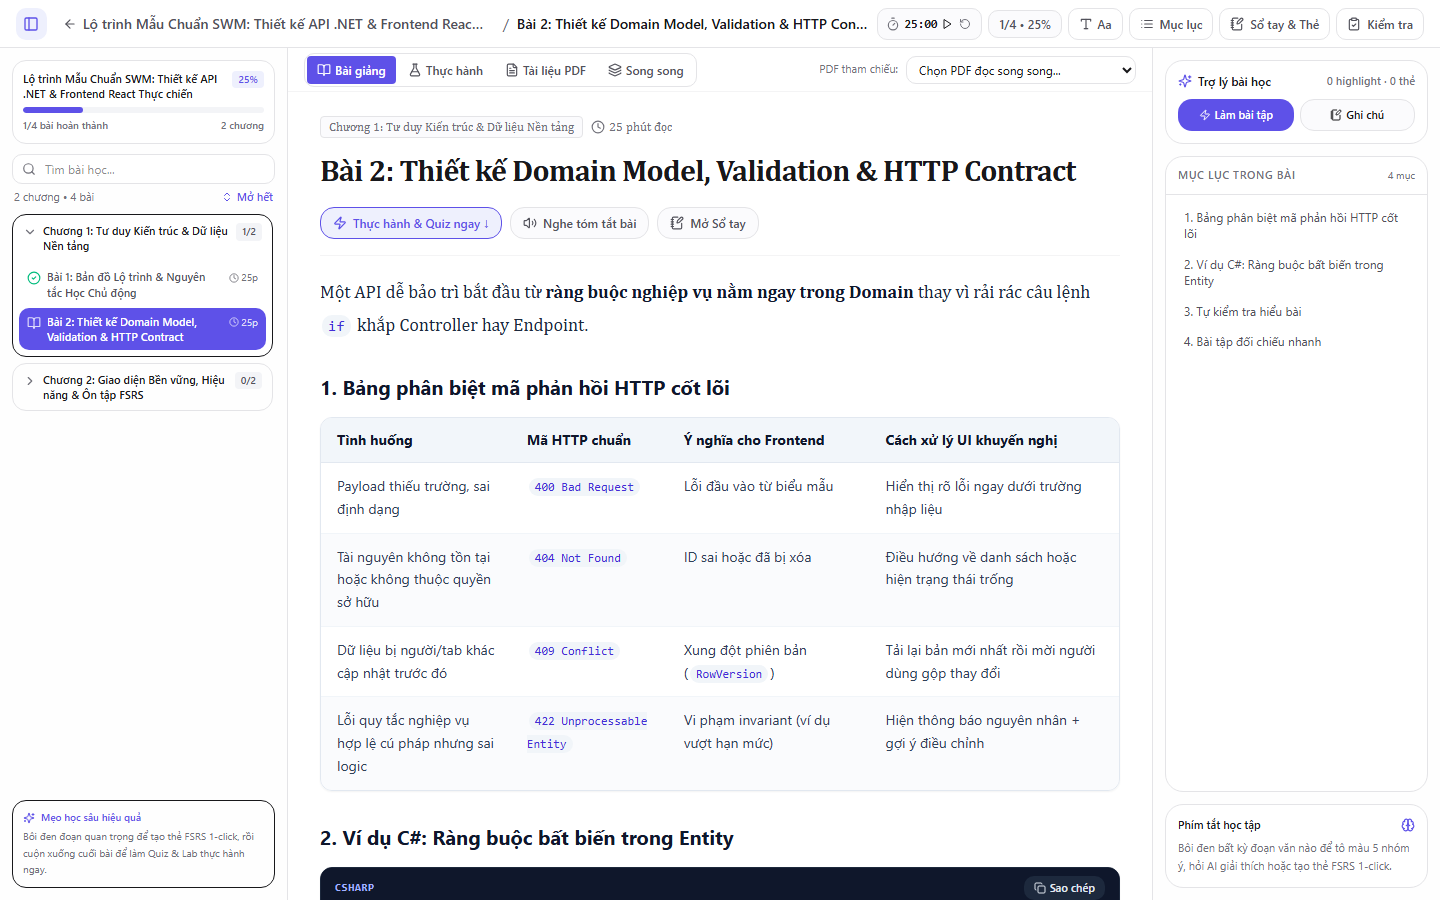 Lộ trình Mẫu Chuẩn SWM: Thiết kế API .NET & Frontend Reac... / Bài 2: Thiết kế Domain Model, Validation & HTTP Con... 25:00 1/4 • 25% Aa Mục lục Sổ tay & Thẻ Kiểm tra
Lộ trình Mẫu Chuẩn SWM: Thiết kế API
.NET & Frontend React Thực chiến
25%
1/4 bài hoàn thành 2 chương
Tìm bài học...
2 chương • 4 bài Mở hết
Chương 1: Tư duy Kiến trúc & Dữ liệu
Nền tảng
1/2
Bài 1: Bản đồ Lộ trình & Nguyên
tắc Học Chủ động
25p
Bài 2: Thiết kế Domain Model,
Validation & HTTP Contract
25p
Chương 2: Giao diện Bền vững, Hiệu
năng & Ôn tập FSRS
0/2
Mẹo học sâu hiệu quả
Bôi đen đoạn quan trọng để tạo thẻ FSRS 1-click, rồi
cuộn xuống cuối bài để làm Quiz & Lab thực hành
ngay.
Bài giảng Thực hành Tài liệu PDF Song song
PDF tham chiếu: Chọn PDF đọc song song...
Chương 1: Tư duy Kiến trúc & Dữ liệu Nền tảng 25 phút đọc
Bài 2: Thiết kế Domain Model, Validation & HTTP Contract
Thực hành & Quiz ngay ↓ Nghe tóm tắt bài Mở Sổ tay
Một API dễ bảo trì bắt đầu từ ràng buộc nghiệp vụ nằm ngay trong Domain thay vì rải rác câu lệnh
if khắp Controller hay Endpoint.
1. Bảng phân biệt mã phản hồi HTTP cốt lõi
Tình huống Mã HTTP chuẩn Ý nghĩa cho Frontend Cách xử lý UI khuyến nghị
Payload thiếu trường, sai
định dạng
400 Bad Request
Lỗi đầu vào từ biểu mẫu
Hiển thị rõ lỗi ngay dưới trường
nhập liệu
Tài nguyên không tồn tại
hoặc không thuộc quyền
sở hữu
404 Not Found
ID sai hoặc đã bị xóa
Điều hướng về danh sách hoặc
hiện trạng thái trống
Dữ liệu bị người/tab khác
cập nhật trước đó
409 Conflict
Xung đột phiên bản
( RowVersion )
Tải lại bản mới nhất rồi mời người
dùng gộp thay đổi
Lỗi quy tắc nghiệp vụ
hợp lệ cú pháp nhưng sai
logic
422 Unprocessable
Entity
Vi phạm invariant (ví dụ
vượt hạn mức)
Hiện thông báo nguyên nhân +
gợi ý điều chỉnh
2. Ví dụ C#: Ràng buộc bất biến trong Entity
CSHARP Sao chép
Trợ lý bài học 0 highlight · 0 thẻ
Làm bài tập Ghi chú
MỤC LỤC TRONG BÀI 4 mục
1. Bảng phân biệt mã phản hồi HTTP cốt
lõi
2. Ví dụ C#: Ràng buộc bất biến trong
Entity
3. Tự kiểm tra hiểu bài
4. Bài tập đối chiếu nhanh
Phím tắt học tập
Bôi đen bất kỳ đoạn văn nào để tô màu 5 nhóm
ý, hỏi AI giải thích hoặc tạo thẻ FSRS 1-click.